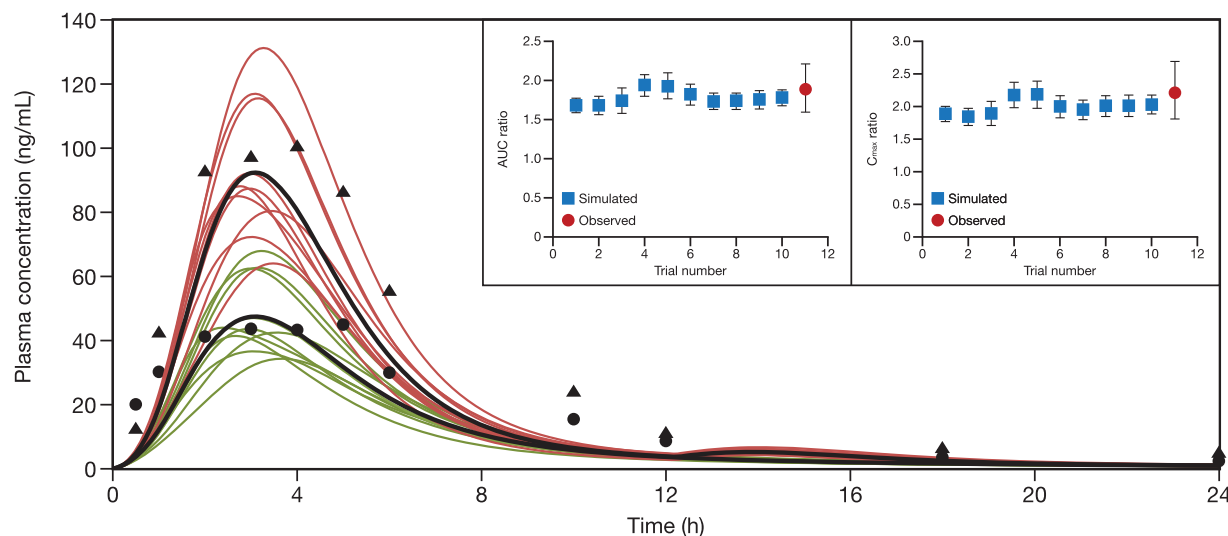 140
120
100
80
60
40
20
0
Plasma concentration (ng/mL)
0 4 8 12 16 20 24
Time (h)
2.5
2.0
1.5
1.0
0.5
0
AUC ratio
Simulated
Observed
0 2 4 6 8 10 12
Trial number
3.0
2.5
2.0
1.5
1.0
0.5
0
Cmax ratio
Simulated
Observed
0 2 4 6 8 10 12
Trial number